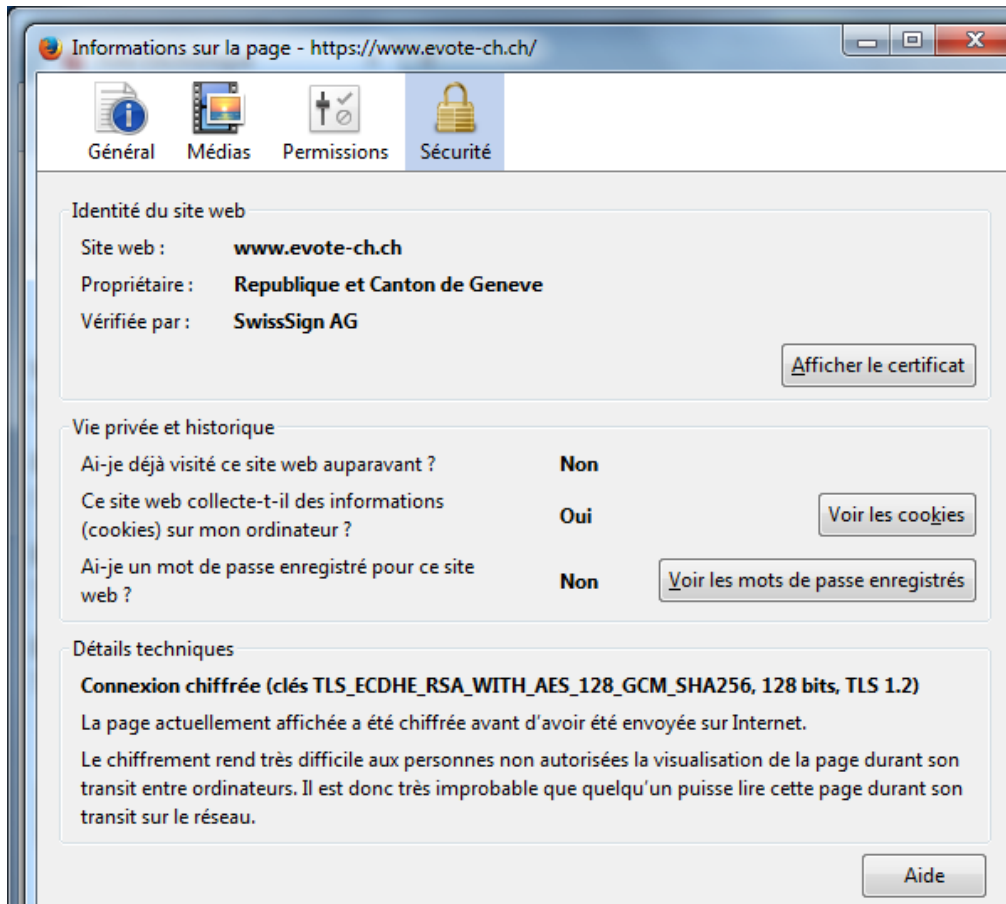 Informations sur la page - https://www.evote-ch.ch/
Général Médias Permissions Sécurité
Identité du site web
Site web : www.evote-ch.ch
Propriétaire : Republique et Canton de Geneve
Vérifiée par : SwissSign AG
Afficher le certificat
Vie privée et historique
Ai-je déjà visité ce site web auparavant ? Non
Ce site web collecte-t-il des informations
(cookies) sur mon ordinateur ? Oui Voir les cookies
Ai-je un mot de passe enregistré pour ce site
web ? Non Voir les mots de passe enregistrés
Détails techniques
Connexion chiffrée (clés TLS_ECDHE_RSA_WITH_AES_128_GCM_SHA256, 128 bits, TLS 1.2)
La page actuellement affichée a été chiffrée avant d'avoir été envoyée sur Internet.
Le chiffrement rend très difficile aux personnes non autorisées la visualisation de la page durant son
transit entre ordinateurs. Il est donc très improbable que quelqu'un puisse lire cette page durant son
transit sur le réseau.
Aide